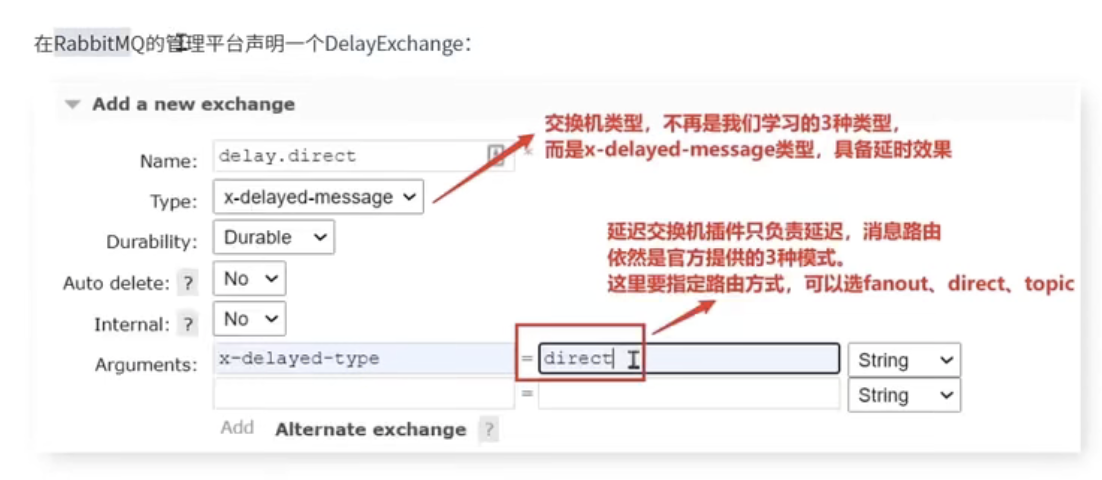 在RabbitMQ的管理平台声明一个DelayExchange：
Add a new exchange
交换机类型，不再是我们学习的3种类型，
而是x-delayed-message类型，具备延时效果
Name: delay.direct *
Type: x-delayed-message
延迟交换机插件只负责延迟，消息路由
依然是官方提供的3种模式。
这里要指定路由方式，可以选fanout、direct、topic
Durability: Durable
Auto delete: ? No
Internal: ? No
Arguments: x-delayed-type = direct String
= String
Add Alternate exchange ?